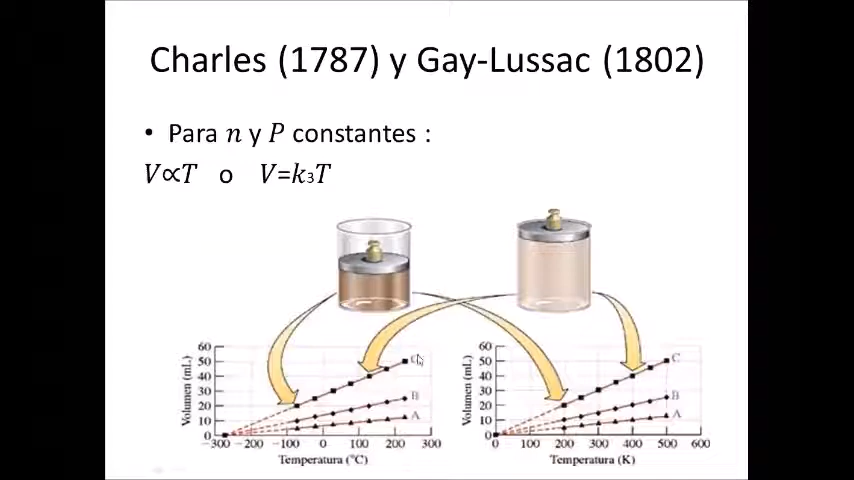 Charles (1787) y Gay-Lussac (1802)
• Para n y P constantes :
V∝T o V=k₃T
60
50
40
30
20
10
0
Volumen (mL)
C
B
A
−300 −200 −100 0 100 200 300
Temperatura (°C)
60
50
40
30
20
10
0
Volumen (mL)
C
B
A
0 100 200 300 400 500 600
Temperatura (K)